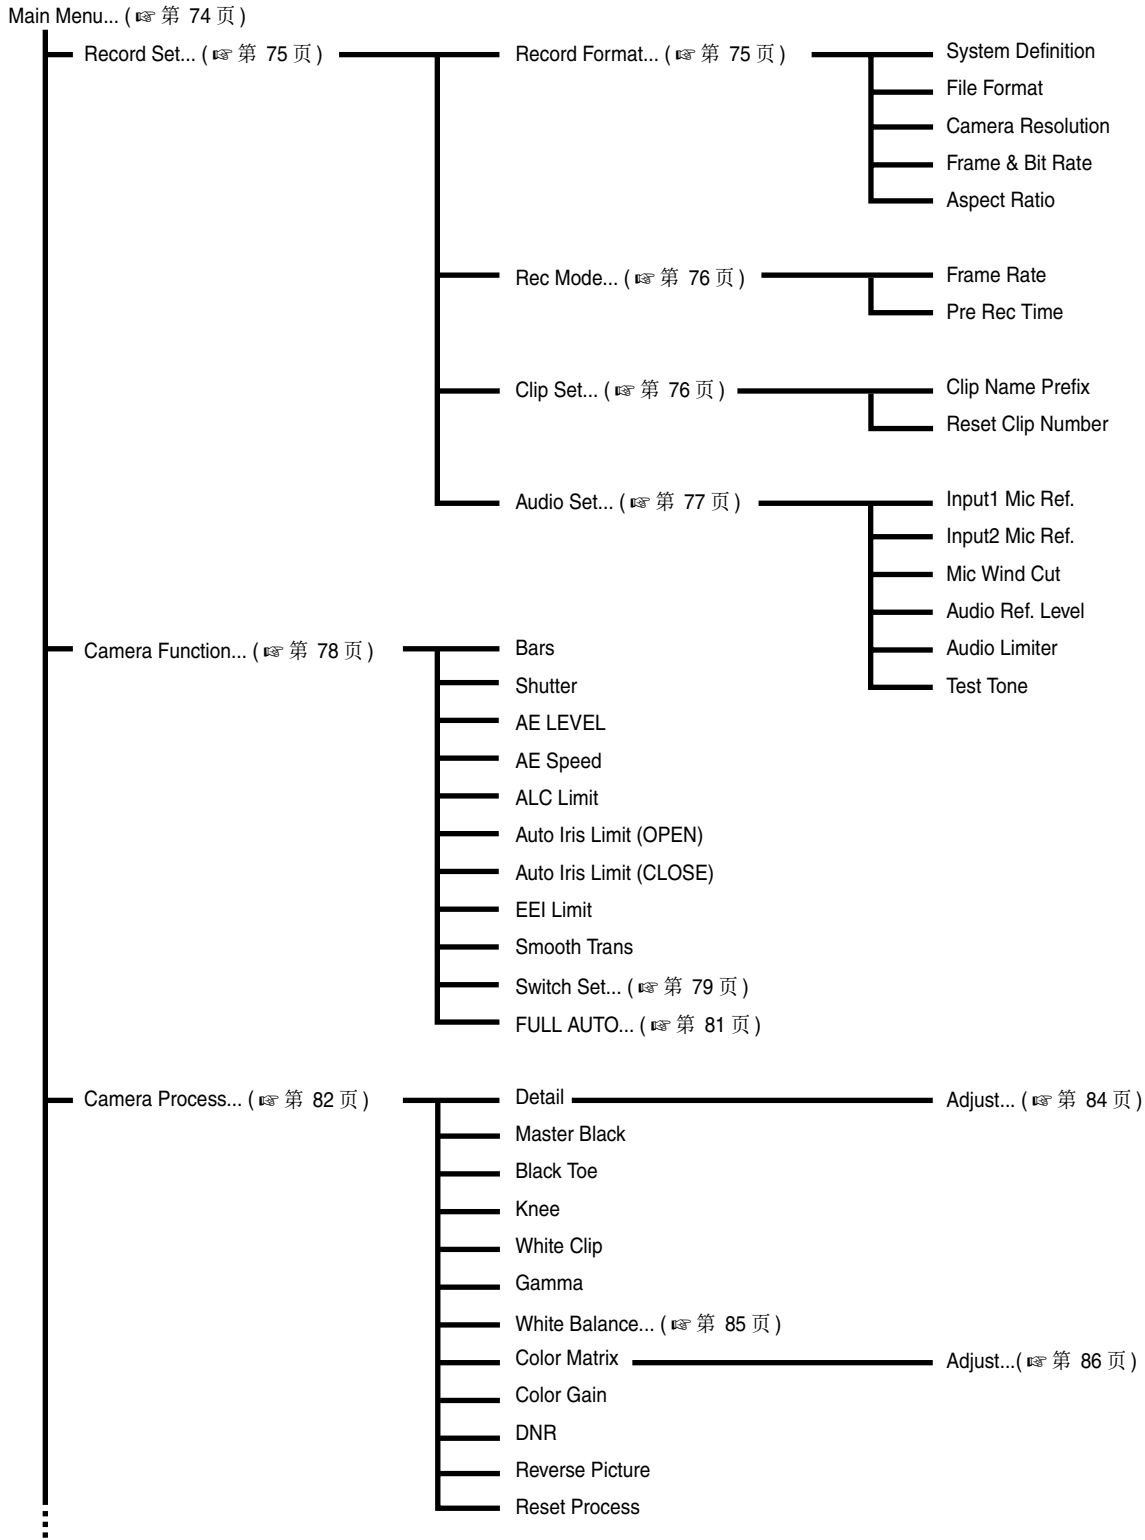 Main Menu... ( ☞ 第 74 页 )
Record Set... ( ☞ 第 75 页 )
Record Format... ( ☞ 第 75 页 )
System Definition
File Format
Camera Resolution
Frame & Bit Rate
Aspect Ratio
Rec Mode... ( ☞ 第 76 页 )
Frame Rate
Pre Rec Time
Clip Set... ( ☞ 第 76 页 )
Clip Name Prefix
Reset Clip Number
Audio Set... ( ☞ 第 77 页 )
Input1 Mic Ref.
Input2 Mic Ref.
Mic Wind Cut
Audio Ref. Level
Audio Limiter
Test Tone
Camera Function... ( ☞ 第 78 页 )
Bars
Shutter
AE LEVEL
AE Speed
ALC Limit
Auto Iris Limit (OPEN)
Auto Iris Limit (CLOSE)
EEI Limit
Smooth Trans
Switch Set... ( ☞ 第 79 页 )
FULL AUTO... ( ☞ 第 81 页 )
Camera Process... ( ☞ 第 82 页 )
Detail
Adjust... ( ☞ 第 84 页 )
Master Black
Black Toe
Knee
White Clip
Gamma
White Balance... ( ☞ 第 85 页 )
Color Matrix
Adjust...( ☞ 第 86 页 )
Color Gain
DNR
Reverse Picture
Reset Process